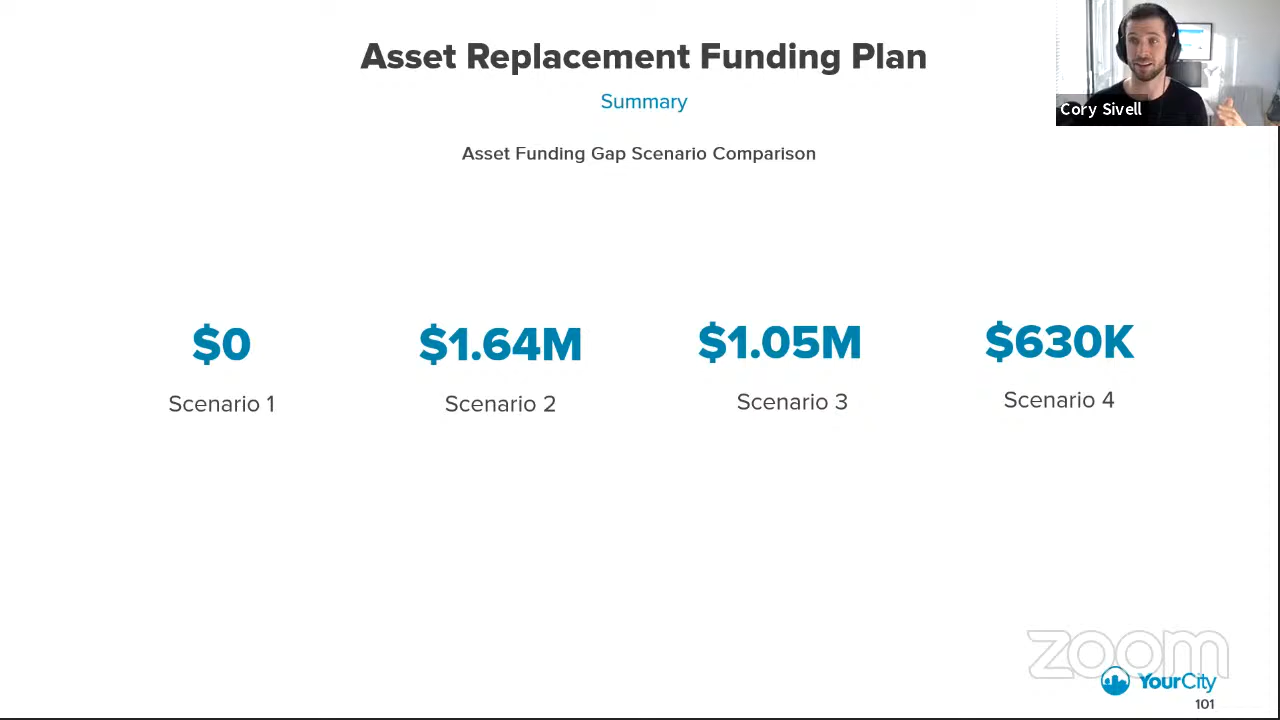 Asset Replacement Funding Plan
Summary
Asset Funding Gap Scenario Comparison
Cory Sivell
$0
Scenario 1
$1.64M
Scenario 2
$1.05M
Scenario 3
$630K
Scenario 4
zoom
YourCity
101